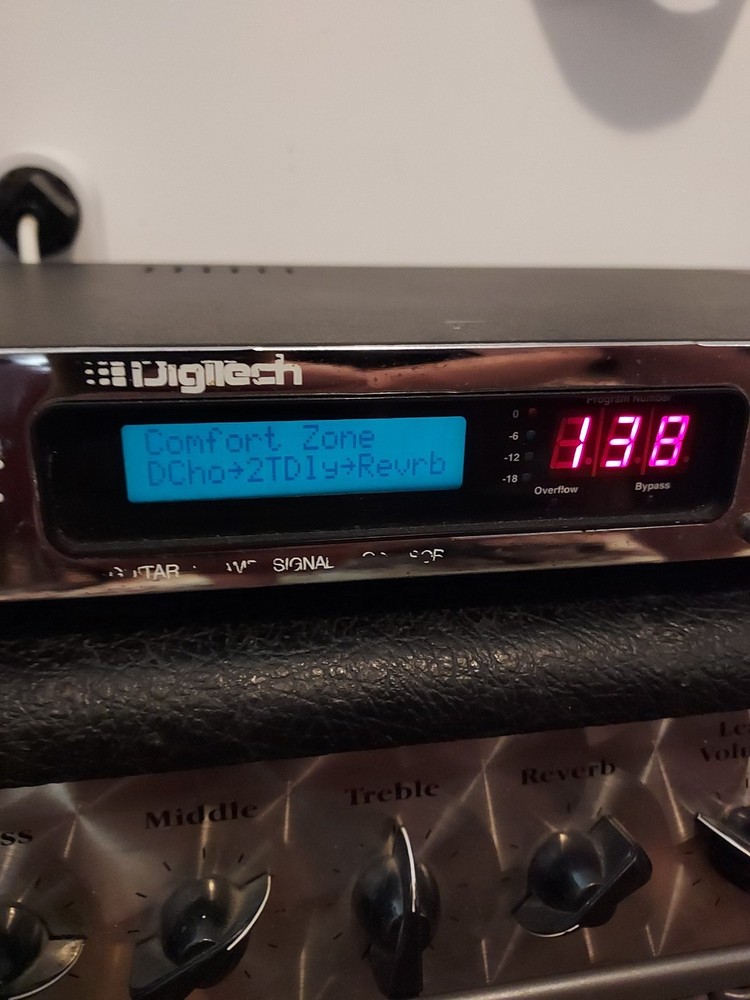 DigiTech
Comfort Zone
DCho→2TDly→Revrb
Program Number
138
0
-6
-12
-18
Overflow
Bypass
SIGNAL
Middle
Treble
Reverb